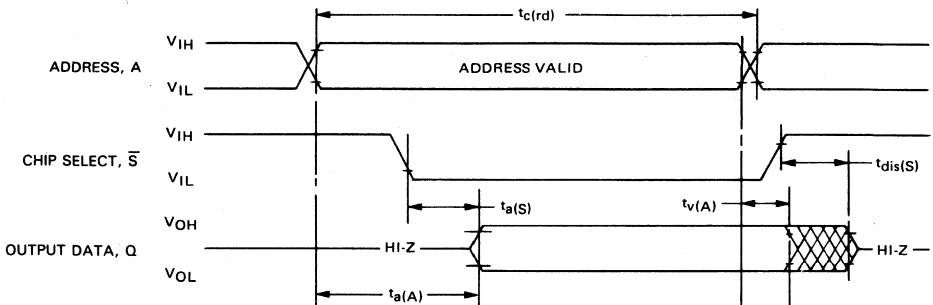 tc(rd)
VIH
ADDRESS, A
ADDRESS VALID
VIL
VIH
CHIP SELECT, S̅
tdis(S)
VIL
ta(S)
tv(A)
VOH
OUTPUT DATA, Q
HI-Z
HI-Z
VOL
ta(A)